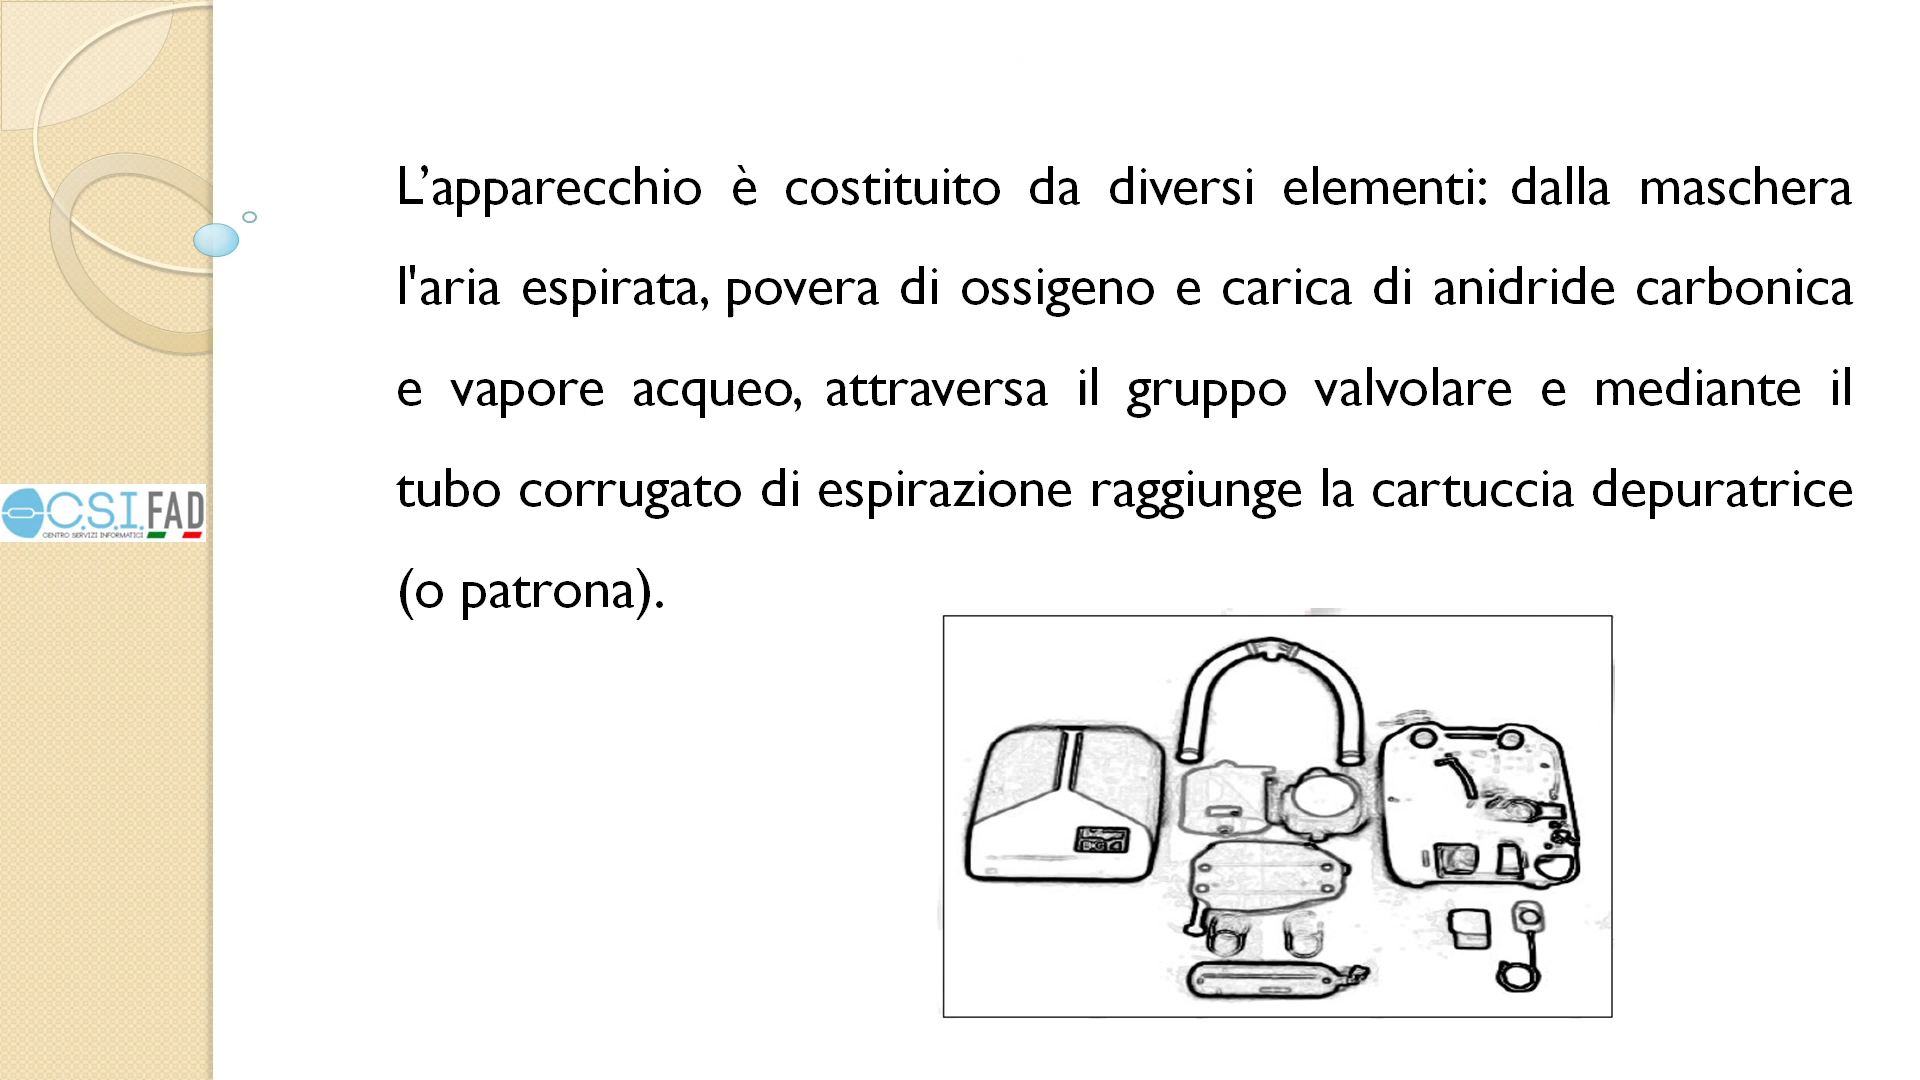 L’apparecchio è costituito da diversi elementi: dalla maschera
l'aria espirata, povera di ossigeno e carica di anidride carbonica
e vapore acqueo, attraversa il gruppo valvolare e mediante il
tubo corrugato di espirazione raggiunge la cartuccia depuratrice
(o patrona).
C.S.I.FAD
CENTRO SERVIZI INFORMATICI